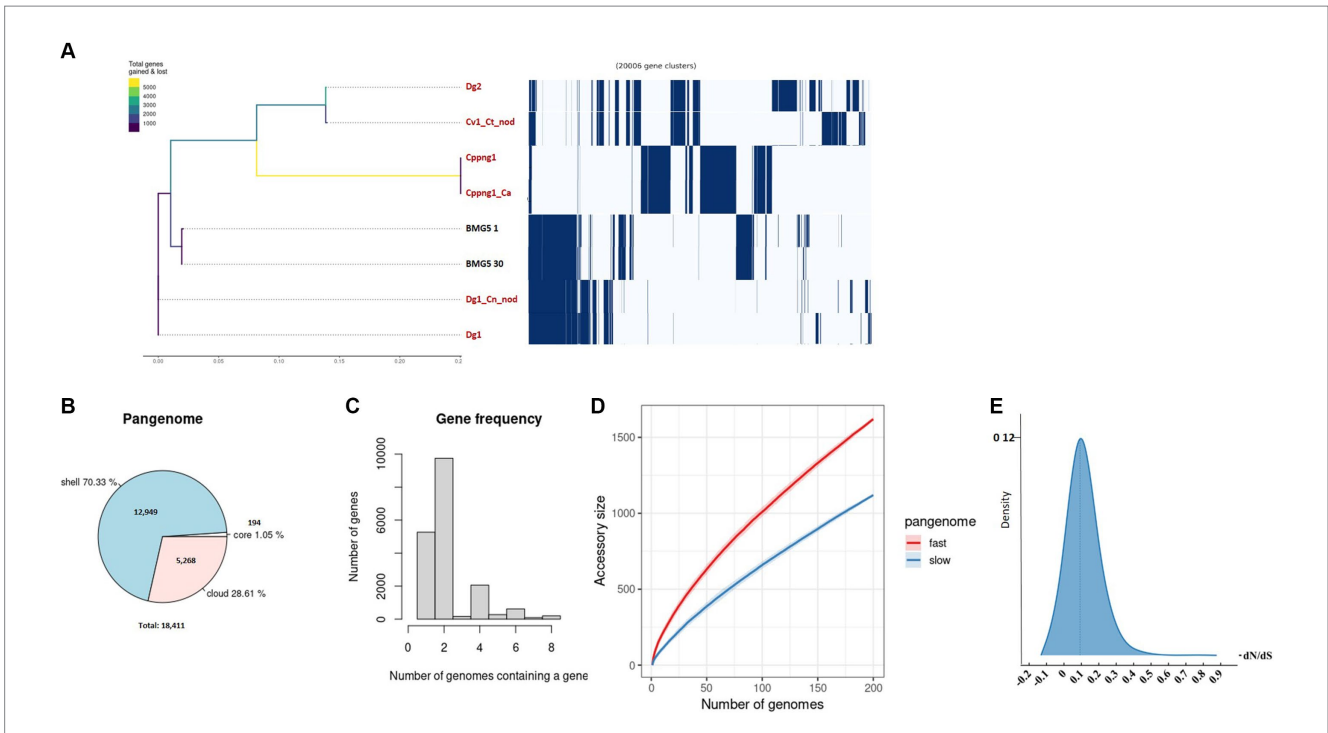 A
Total genes
gained & lost
5000
4000
3000
2000
1000
(20006 gene clusters)
Dg2
Cv1_Ct_nod
Cppng1
Cppng1_Ca
BMG5 1
BMG5 30
Dg1_Cn_nod
Dg1
0.00 0.05 0.10 0.15 0.20 0.2
B
Pangenome
shell 70.33 %
12,949
194
core 1.05 %
5,268
cloud 28.61 %
Total: 18,411
C
Gene frequency
Number of genes
10000
6000
2000
0
0 2 4 6 8
Number of genomes containing a gene
D
Accessory size
1500
1000
500
0
0 50 100 150 200
Number of genomes
pangenome
fast
slow
E
0 12
Density
-dN/dS
-0.2 -0.1 0 0.1 0.2 0.3 0.4 0.5 0.6 0.7 0.8 0.9